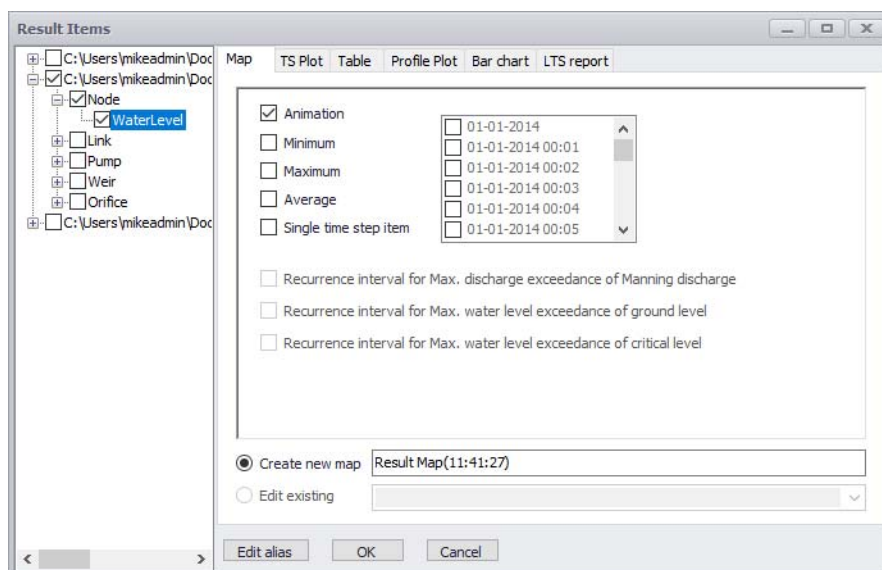 Result Items
C:\Users\mikeadmin\Doc
C:\Users\mikeadmin\Doc
Node
WaterLevel
Link
Pump
Weir
Orifice
C:\Users\mikeadmin\Doc
Map TS Plot Table Profile Plot Bar chart LTS report
Animation
Minimum
Maximum
Average
Single time step item
01-01-2014
01-01-2014 00:01
01-01-2014 00:02
01-01-2014 00:03
01-01-2014 00:04
01-01-2014 00:05
Recurrence interval for Max. discharge exceedance of Manning discharge
Recurrence interval for Max. water level exceedance of ground level
Recurrence interval for Max. water level exceedance of critical level
Create new map Result Map(11:41:27)
Edit existing
Edit alias OK Cancel